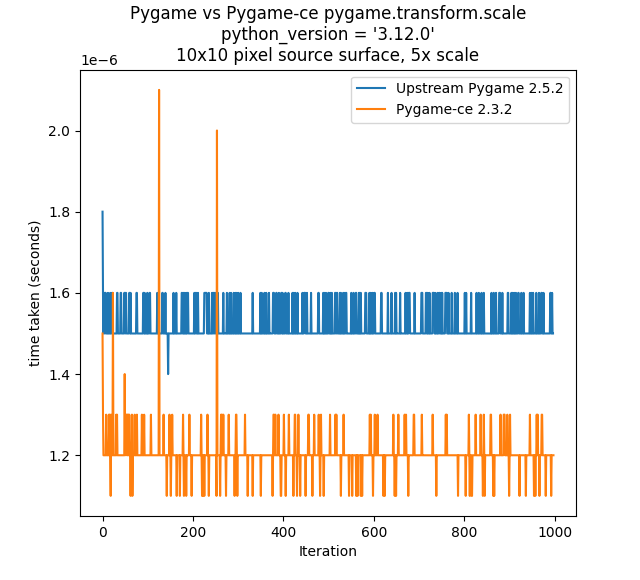 Pygame vs Pygame-ce pygame.transform.scale
python_version = '3.12.0'
10x10 pixel source surface, 5x scale
1e−6
Upstream Pygame 2.5.2
Pygame-ce 2.3.2
2.0
1.8
1.6
1.4
1.2
time taken (seconds)
0 200 400 600 800 1000
Iteration